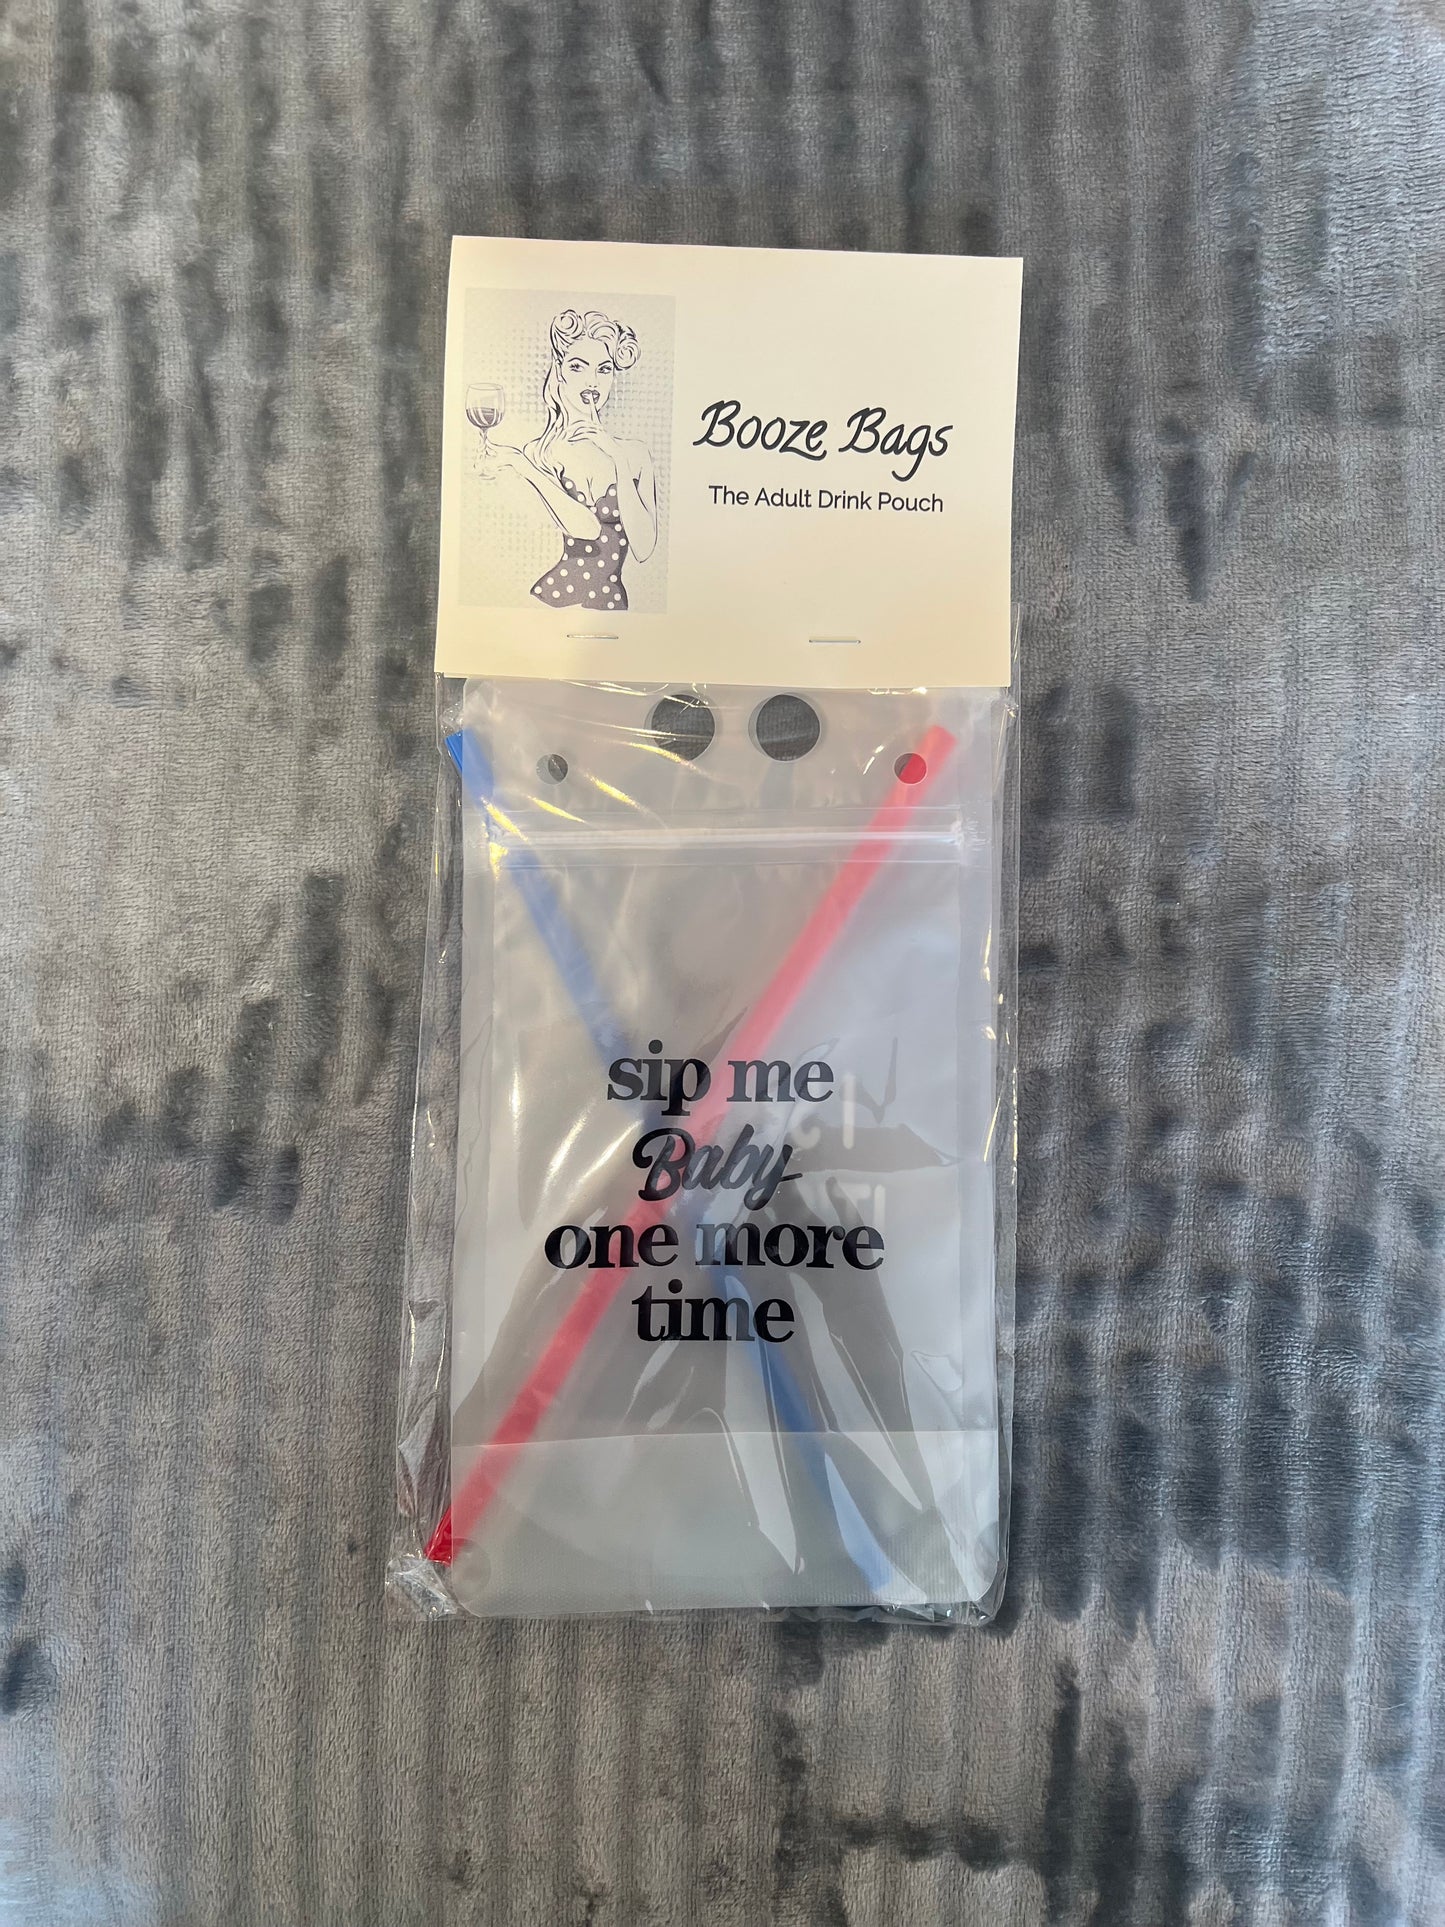 Booze Bags
The Adult Drink Pouch
sip me
Baby
one more
time